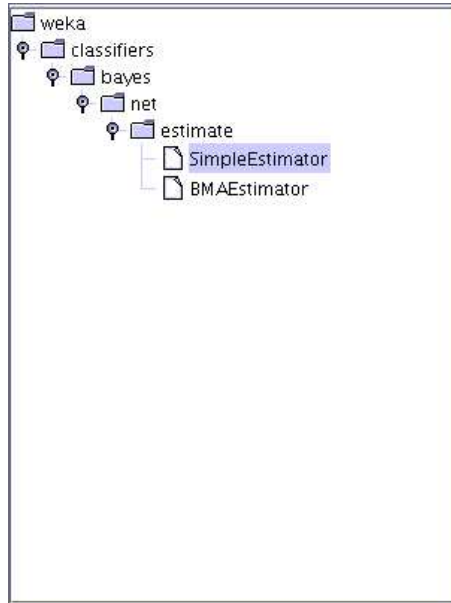 weka
classifiers
bayes
net
estimate
SimpleEstimator
BMAEstimator